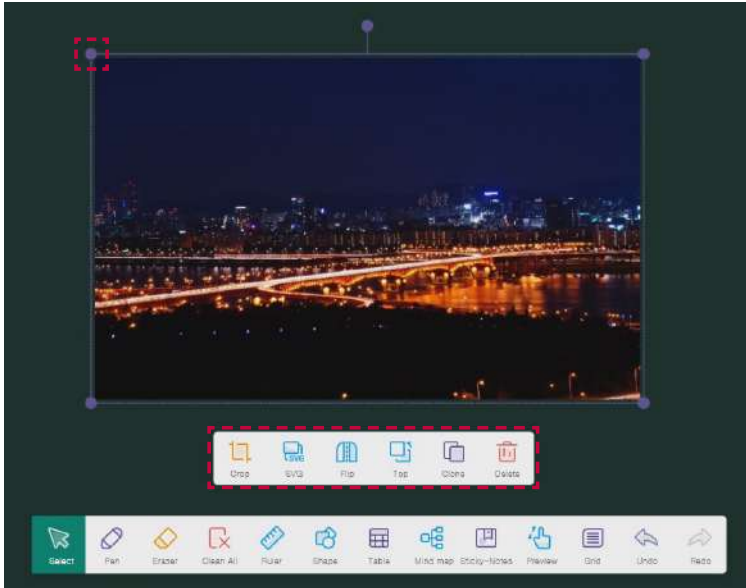 Crop SVG Flip Top Clone Delete
Select Pen Eraser Clean All Ruler Shape Table Mind map Sticky-Notes Preview Grid Undo Redo